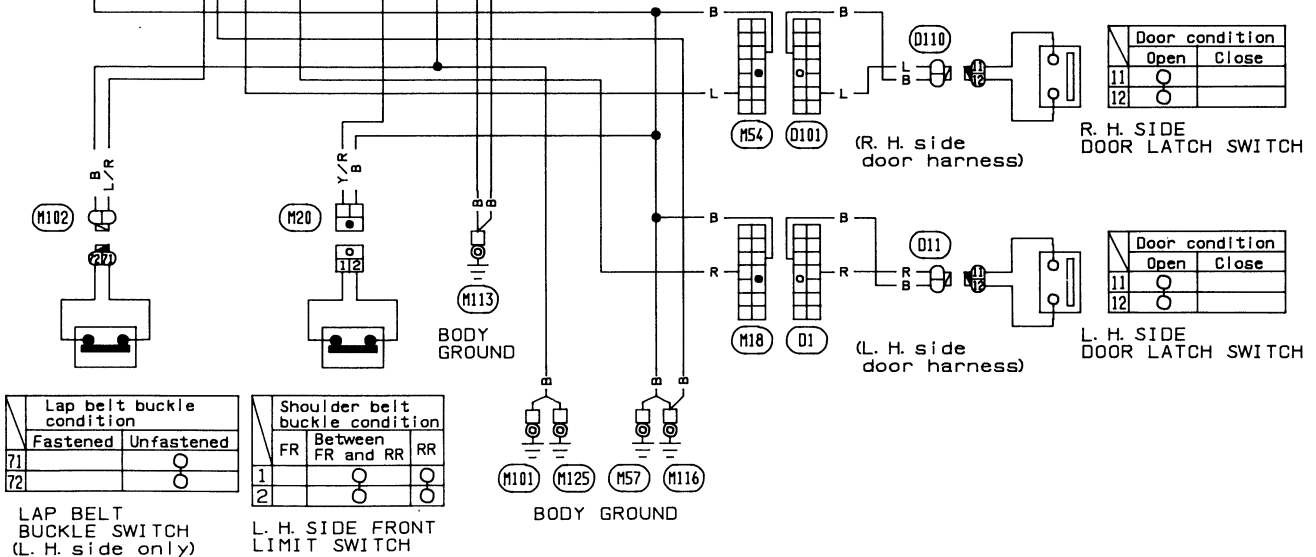 B
B
L
L
L
B
D110
11
12
M54
D101
(R. H. side
door harness)
Door condition
Open
Close
11
12
R. H. SIDE
DOOR LATCH SWITCH
B
L/R
Y/R
B
M102
72
71
M20
1
2
B
B
M113
BODY
GROUND
B
B
R
R
R
B
D11
11
12
M18
D1
(L. H. side
door harness)
Door condition
Open
Close
11
12
L. H. SIDE
DOOR LATCH SWITCH
B
B
B
M101
M125
M57
M116
BODY GROUND
Lap belt buckle
condition
Fastened
Unfastened
71
72
LAP BELT
BUCKLE SWITCH
(L. H. side only)
Shoulder belt
buckle condition
FR
Between
FR and RR
RR
1
2
L. H. SIDE FRONT
LIMIT SWITCH